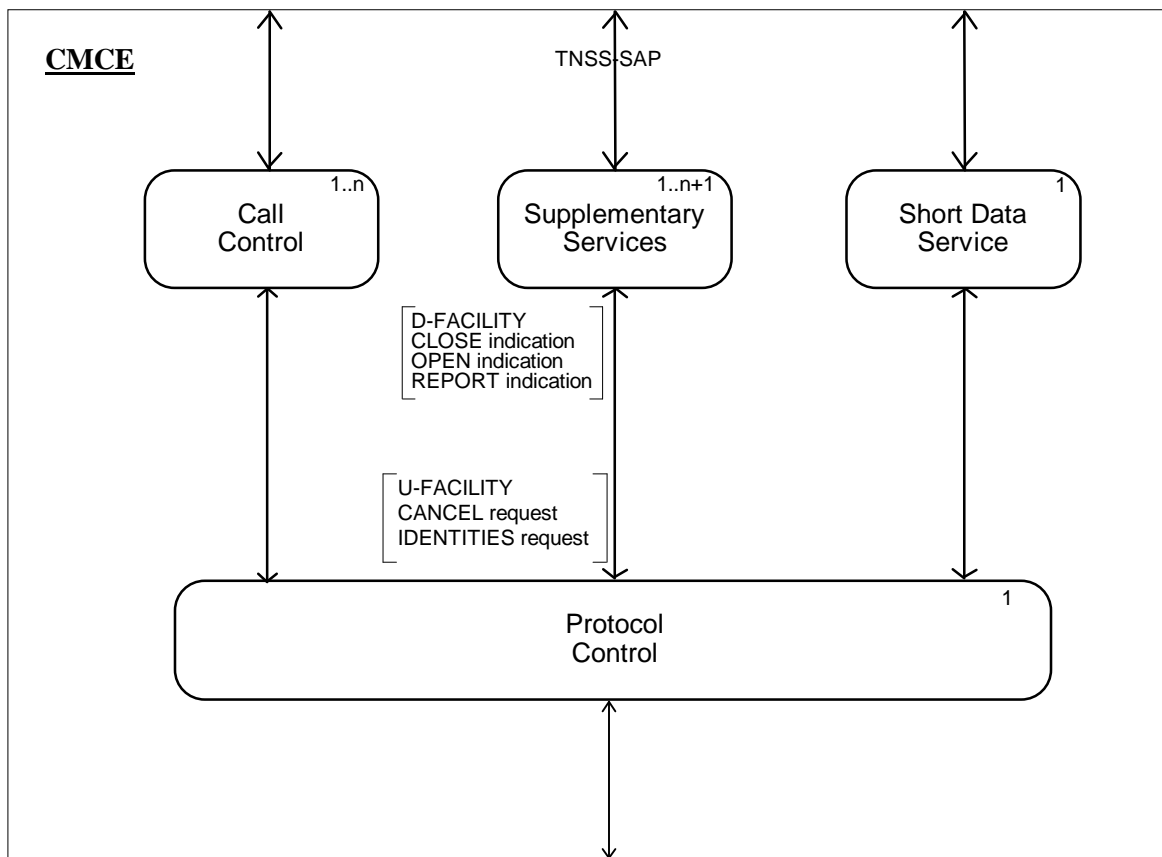 CMCE
TNSS-SAP
1..n
Call
Control
1..n+1
Supplementary
Services
1
Short Data
Service
D-FACILITY
CLOSE indication
OPEN indication
REPORT indication
U-FACILITY
CANCEL request
IDENTITIES request
1
Protocol
Control